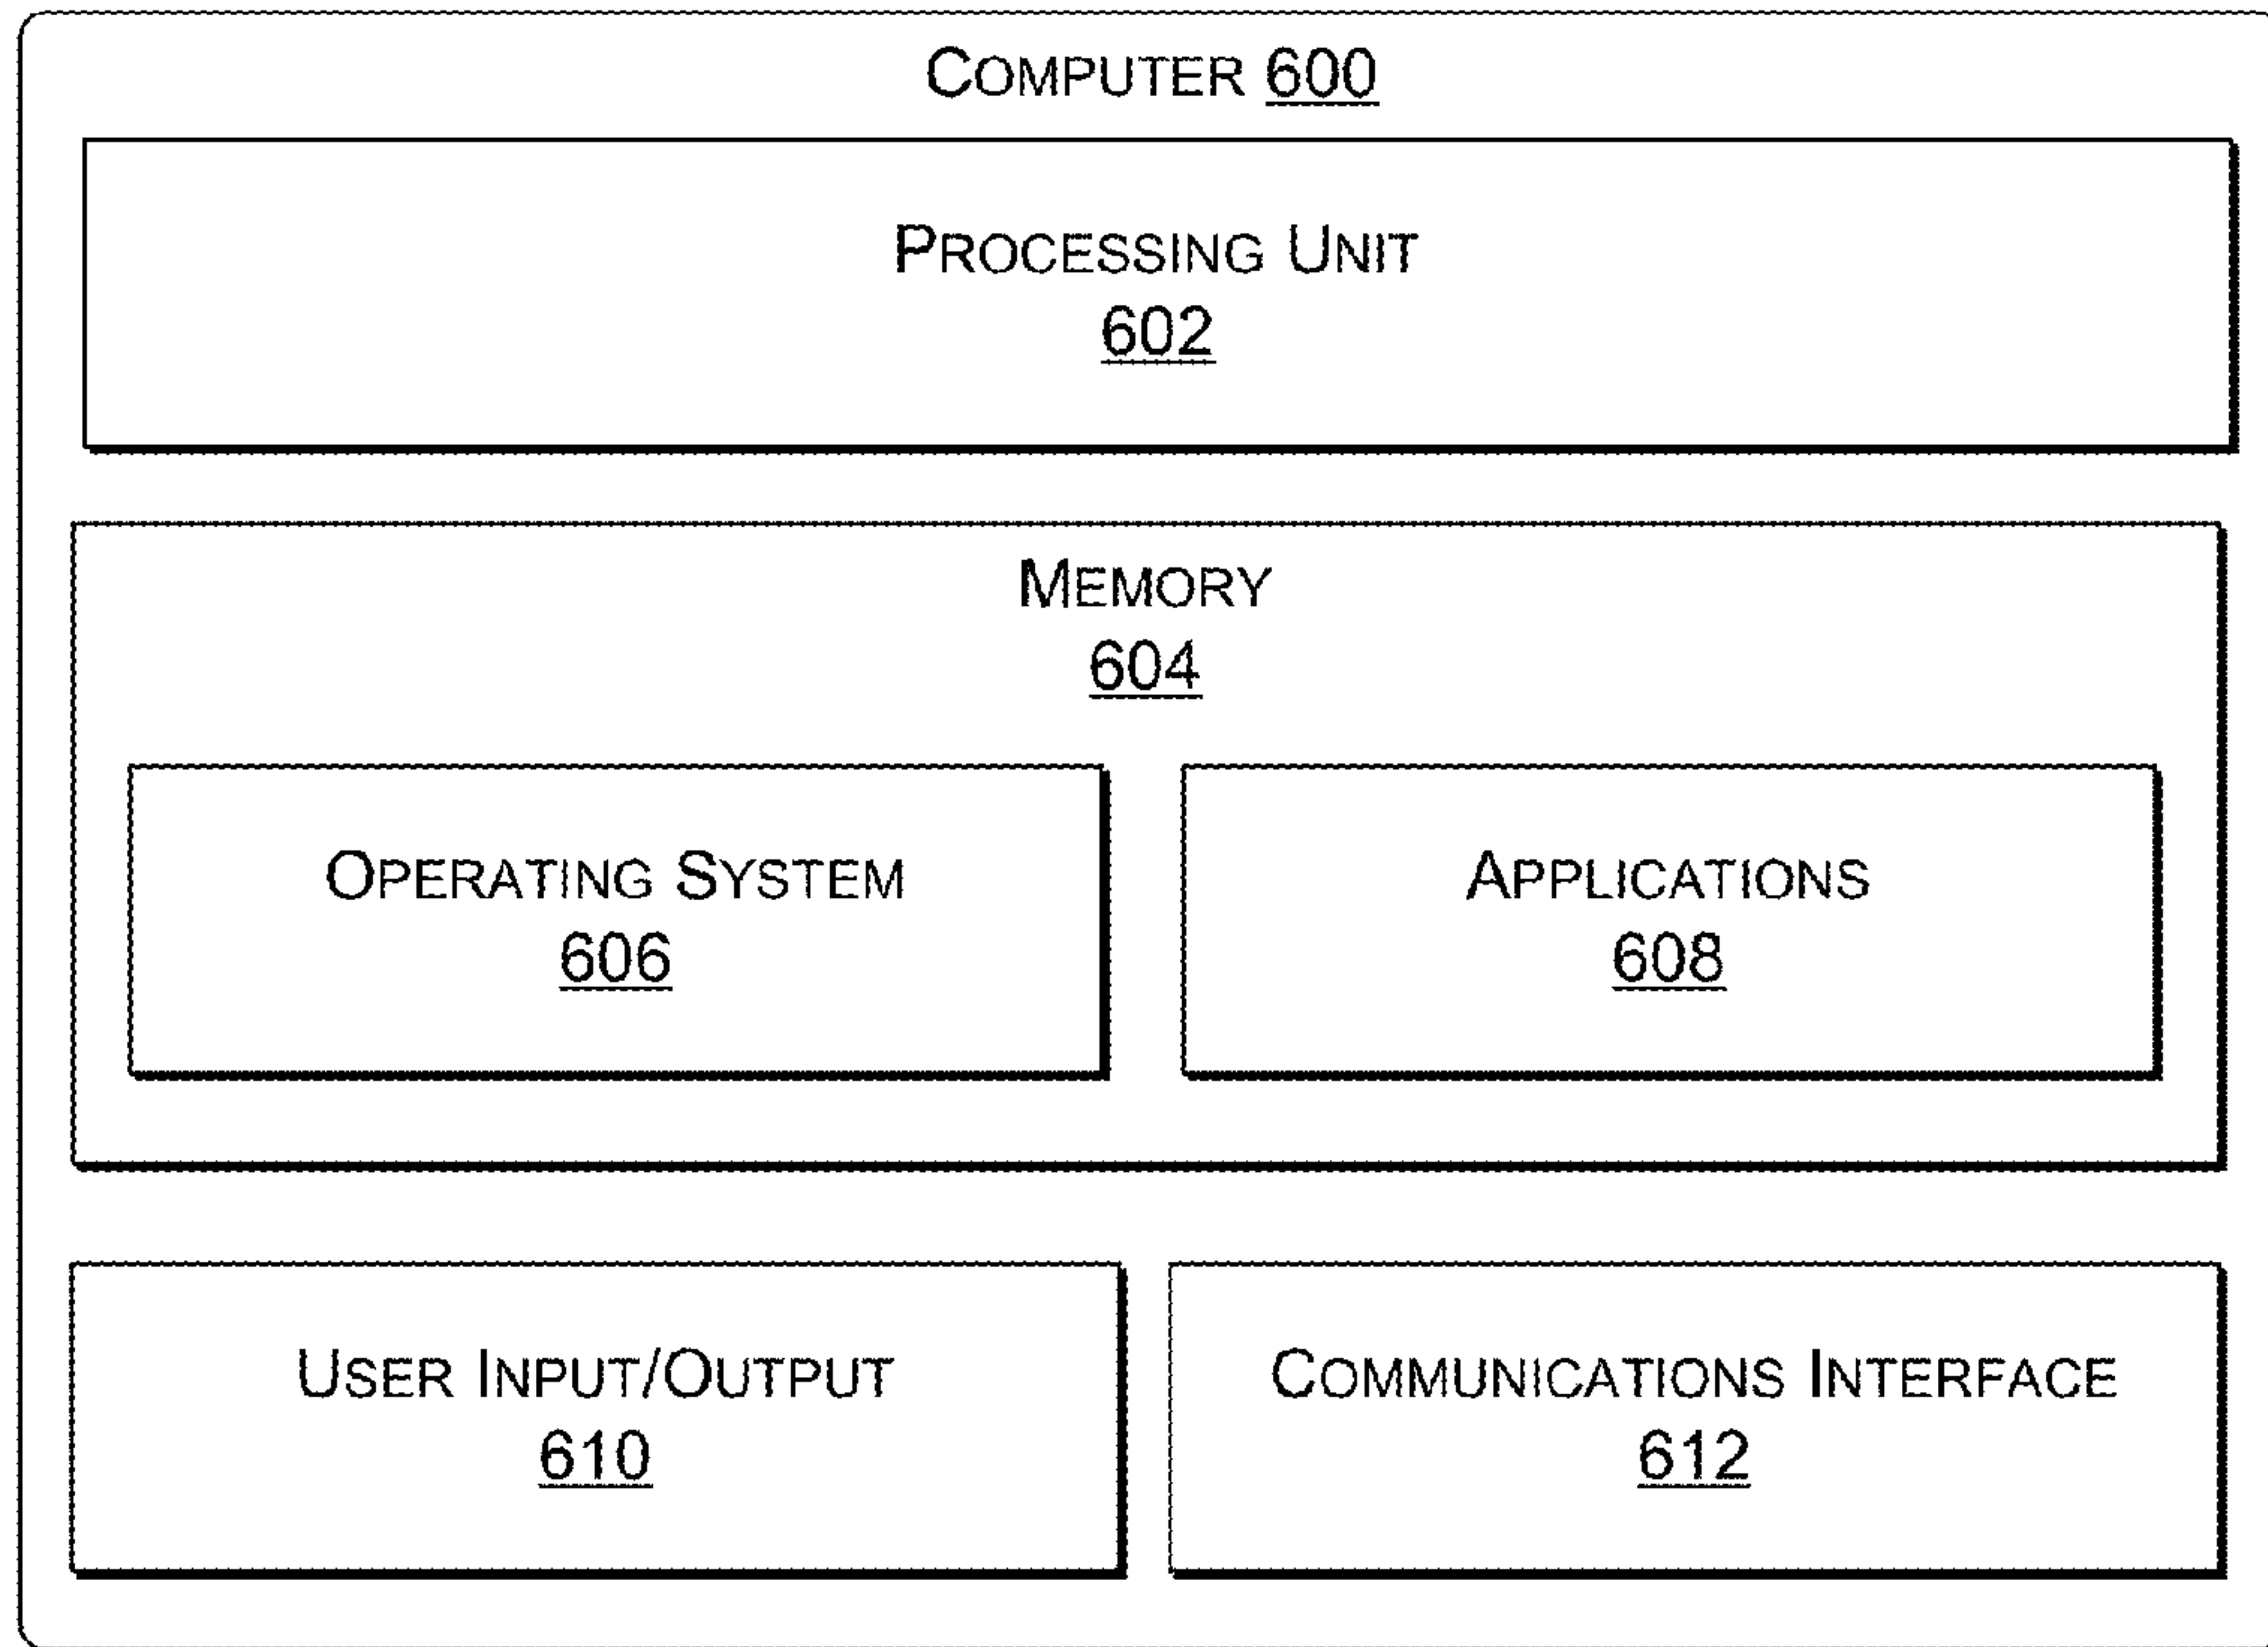 COMPUTER 600
PROCESSING UNIT
602
MEMORY
604
OPERATING SYSTEM
606
APPLICATIONS
608
USER INPUT/OUTPUT
610
COMMUNICATIONS INTERFACE
612